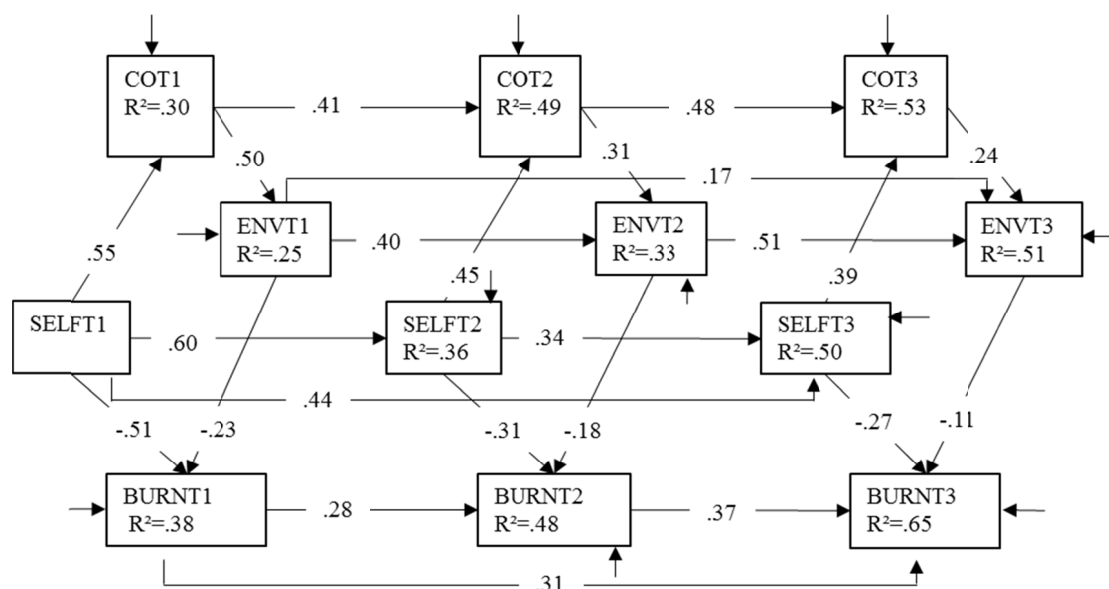 COT1
R²=.30
.41
COT2
R²=.49
.48
COT3
R²=.53
.50
.31
.24
.17
ENVT1
R²=.25
.40
ENVT2
R²=.33
.51
ENVT3
R²=.51
.55
.45
.39
SELFT1
.60
SELFT2
R²=.36
.34
SELFT3
R²=.50
.44
-.51
-.23
-.31
-.18
-.27
-.11
BURNT1
R²=.38
.28
BURNT2
R²=.48
.37
BURNT3
R²=.65
.31